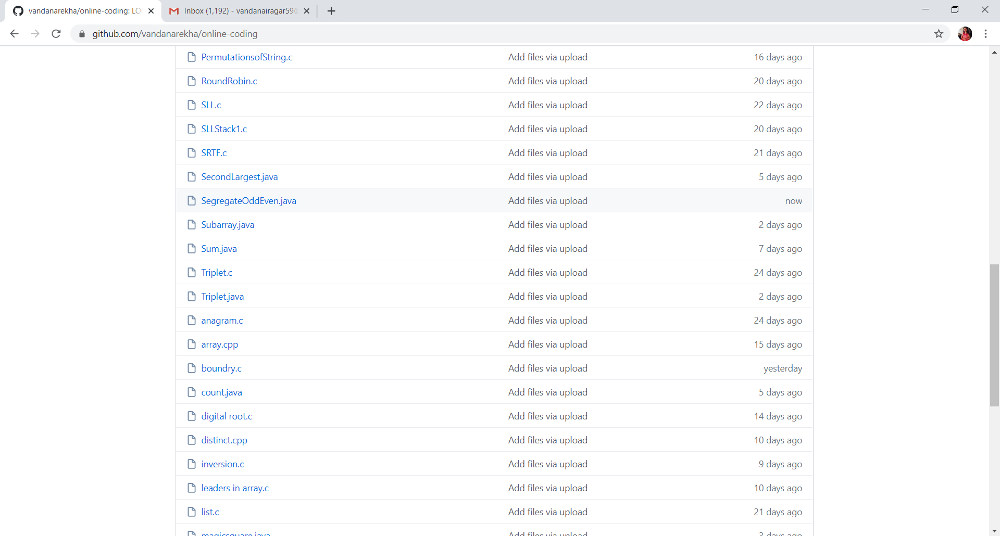 vandanarekha/online-coding: LO
Inbox (1,192) - vandanairagar59@
github.com/vandanarekha/online-coding
PermutationsofString.c Add files via upload 16 days ago
RoundRobin.c Add files via upload 20 days ago
SLL.c Add files via upload 22 days ago
SLLStack1.c Add files via upload 20 days ago
SRTF.c Add files via upload 21 days ago
SecondLargest.java Add files via upload 5 days ago
SegregateOddEven.java Add files via upload now
Subarray.java Add files via upload 2 days ago
Sum.java Add files via upload 7 days ago
Triplet.c Add files via upload 24 days ago
Triplet.java Add files via upload 2 days ago
anagram.c Add files via upload 24 days ago
array.cpp Add files via upload 15 days ago
boundry.c Add files via upload yesterday
count.java Add files via upload 5 days ago
digital root.c Add files via upload 14 days ago
distinct.cpp Add files via upload 10 days ago
inversion.c Add files via upload 9 days ago
leaders in array.c Add files via upload 10 days ago
list.c Add files via upload 21 days ago
magicsquare.java Add files via upload 3 days ago